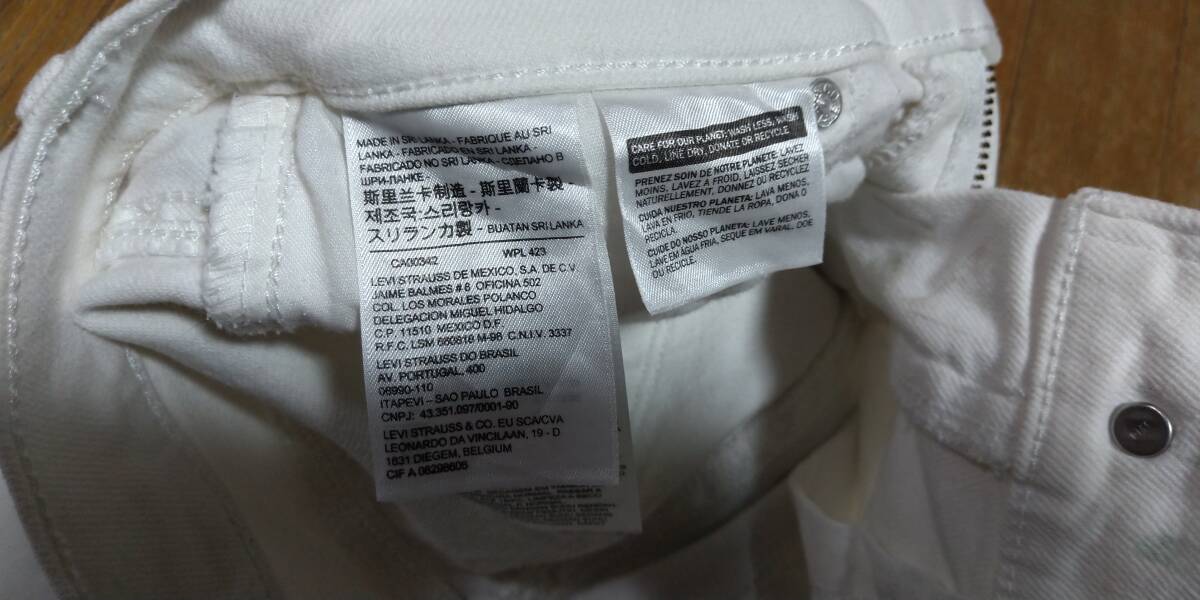 MADE IN SRI LANKA - FABRIQUE AU SRI
LANKA - FABRICADO EN SRI LANKA -
FABRICADO NO SRI LANKA - СДЕЛАНО В
ШРИ-ЛАНКЕ -
斯里兰卡制造 - 斯里蘭卡製 -
제조국:스리랑카 -
スリランカ製 - BUATAN SRI LANKA
CA00342 WPL 423
LEVI STRAUSS DE MEXICO, S.A. DE C.V.
JAIME BALMES # 8 OFICINA 502
COL. LOS MORALES POLANCO
DELEGACION MIGUEL HIDALGO
C.P. 11510 MEXICO D.F.
R.F.C. LSM 660818 M-96 C.N.I.V. 3337
LEVI STRAUSS DO BRASIL
AV. PORTUGAL, 400
06690-110
ITAPEVI – SAO PAULO BRASIL
CNPJ: 43.351.097/0001-90
LEVI STRAUSS & CO. EU SCA/CVA
LEONARDO DA VINCILAAN, 19 - D
1831 DIEGEM, BELGIUM
CIF A 08298605
CARE FOR OUR PLANET: WASH LESS, WASH
COLD, LINE DRY, DONATE OR RECYCLE
PRENEZ SOIN DE NOTRE PLANETE: LAVEZ
MOINS, LAVEZ A FROID, LAISSEZ SECHER
NATURELLEMENT, DONNEZ OU RECYCLEZ
CUIDA NUESTRO PLANETA: LAVA MENOS,
LAVA EN FRIO, TIENDE LA ROPA, DONA O
RECICLA.
CUIDE DO NOSSO PLANETA: LAVE MENOS,
LAVE EM ÁGUA FRIA, SEQUE EM VARAL, DOE
OU RECICLE.